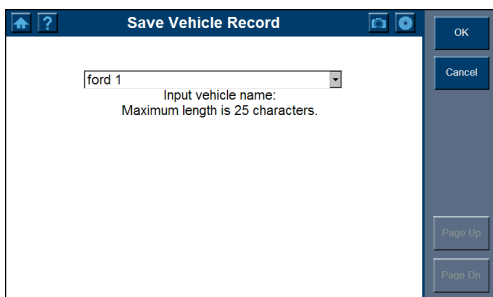 ?
Save Vehicle Record
OK
Cancel
ford 1
Input vehicle name:
Maximum length is 25 characters.
Page Up
Page Dn